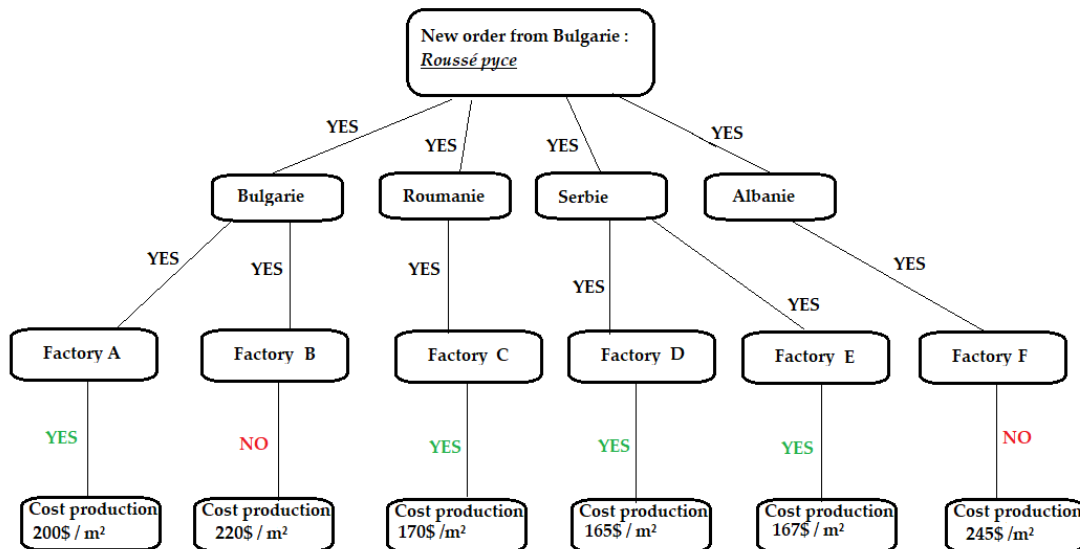 New order from Bulgarie :
Roussé pyce
YES
YES
YES
YES
Bulgarie
Roumanie
Serbie
Albanie
YES
YES
YES
YES
YES
YES
Factory A
Factory B
Factory C
Factory D
Factory E
Factory F
YES
NO
YES
YES
YES
NO
Cost production
200$ / m²
Cost production
220$ / m²
Cost production
170$ /m²
Cost production
165$ / m²
Cost production
167$ / m²
Cost production
245$ / m²